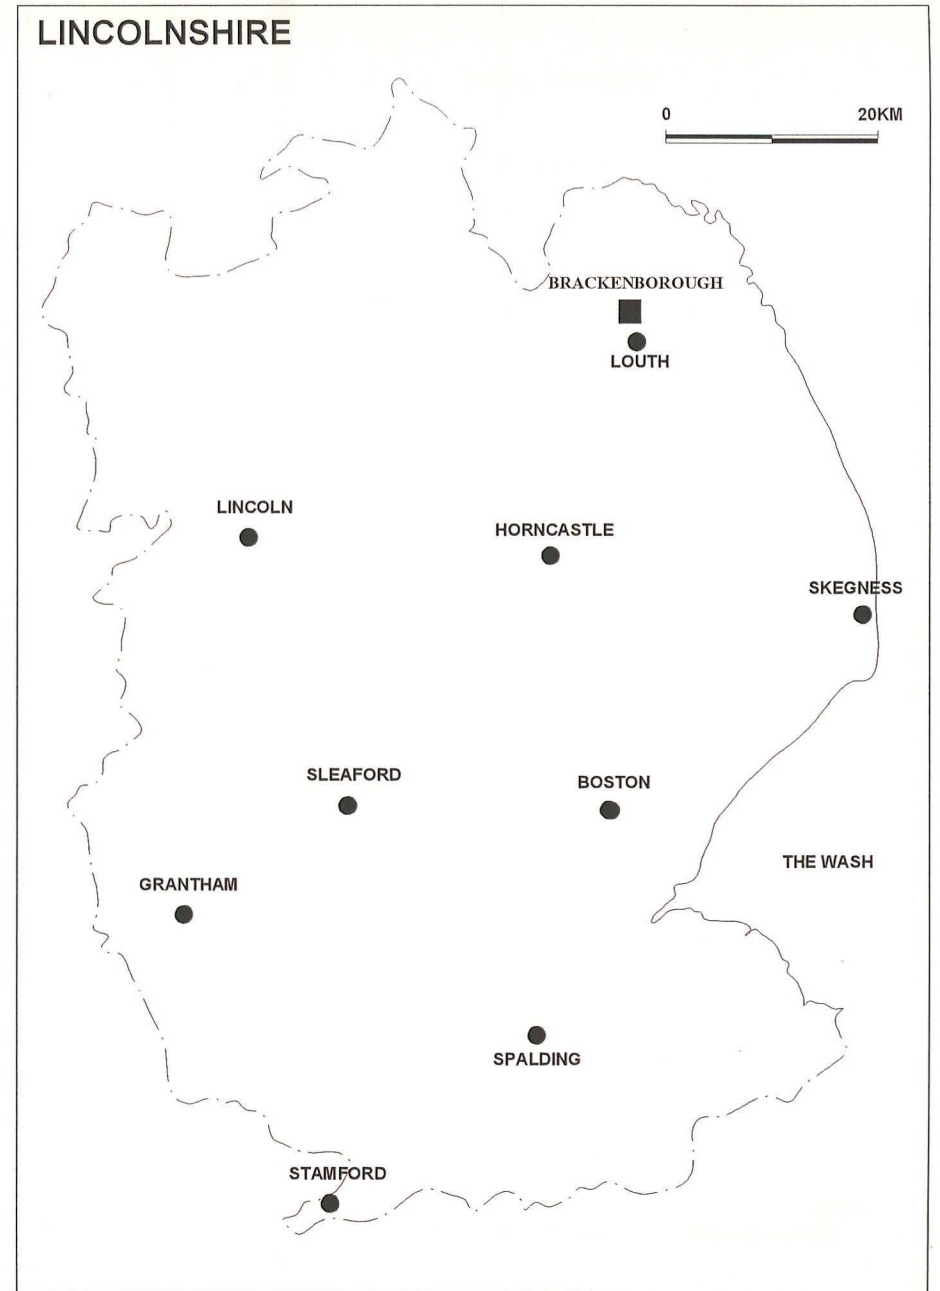 LINCOLNSHIRE
0 20KM
BRACKENBOROUGH
LOUTH
LINCOLN
HORNCASTLE
SKEGNESS
SLEAFORD
BOSTON
THE WASH
GRANTHAM
SPALDING
STAMFORD